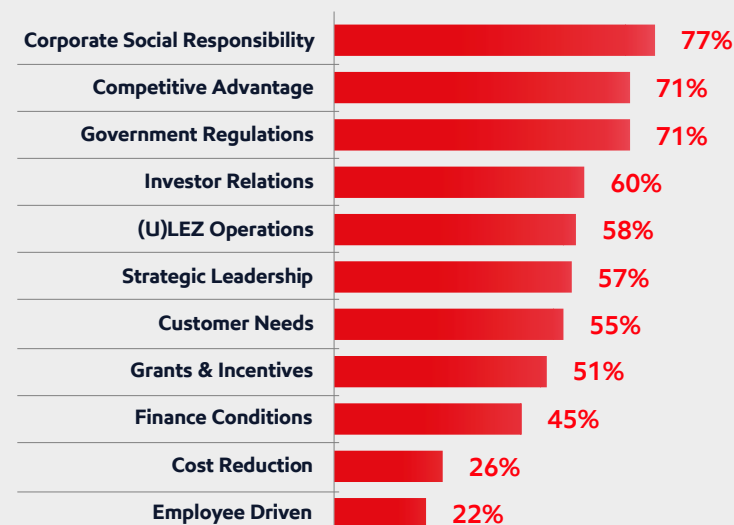 Corporate Social Responsibility 77%
Competitive Advantage 71%
Government Regulations 71%
Investor Relations 60%
(U)LEZ Operations 58%
Strategic Leadership 57%
Customer Needs 55%
Grants & Incentives 51%
Finance Conditions 45%
Cost Reduction 26%
Employee Driven 22%